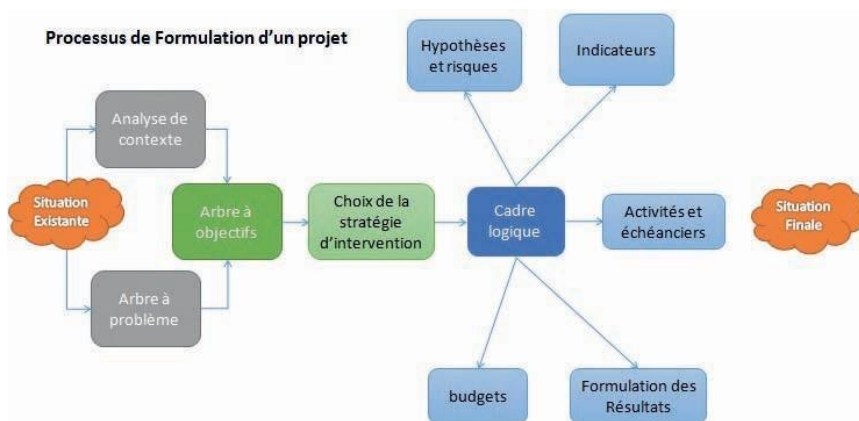 Processus de Formulation d'un projet
Hypothèses
et risques
Indicateurs
Analyse de
contexte
Situation
Existante
Arbre à
objectifs
Choix de la
stratégie
d'intervention
Cadre
logique
Activités et
échéanciers
Situation
Finale
Arbre à
problème
budgets
Formulation des
Résultats